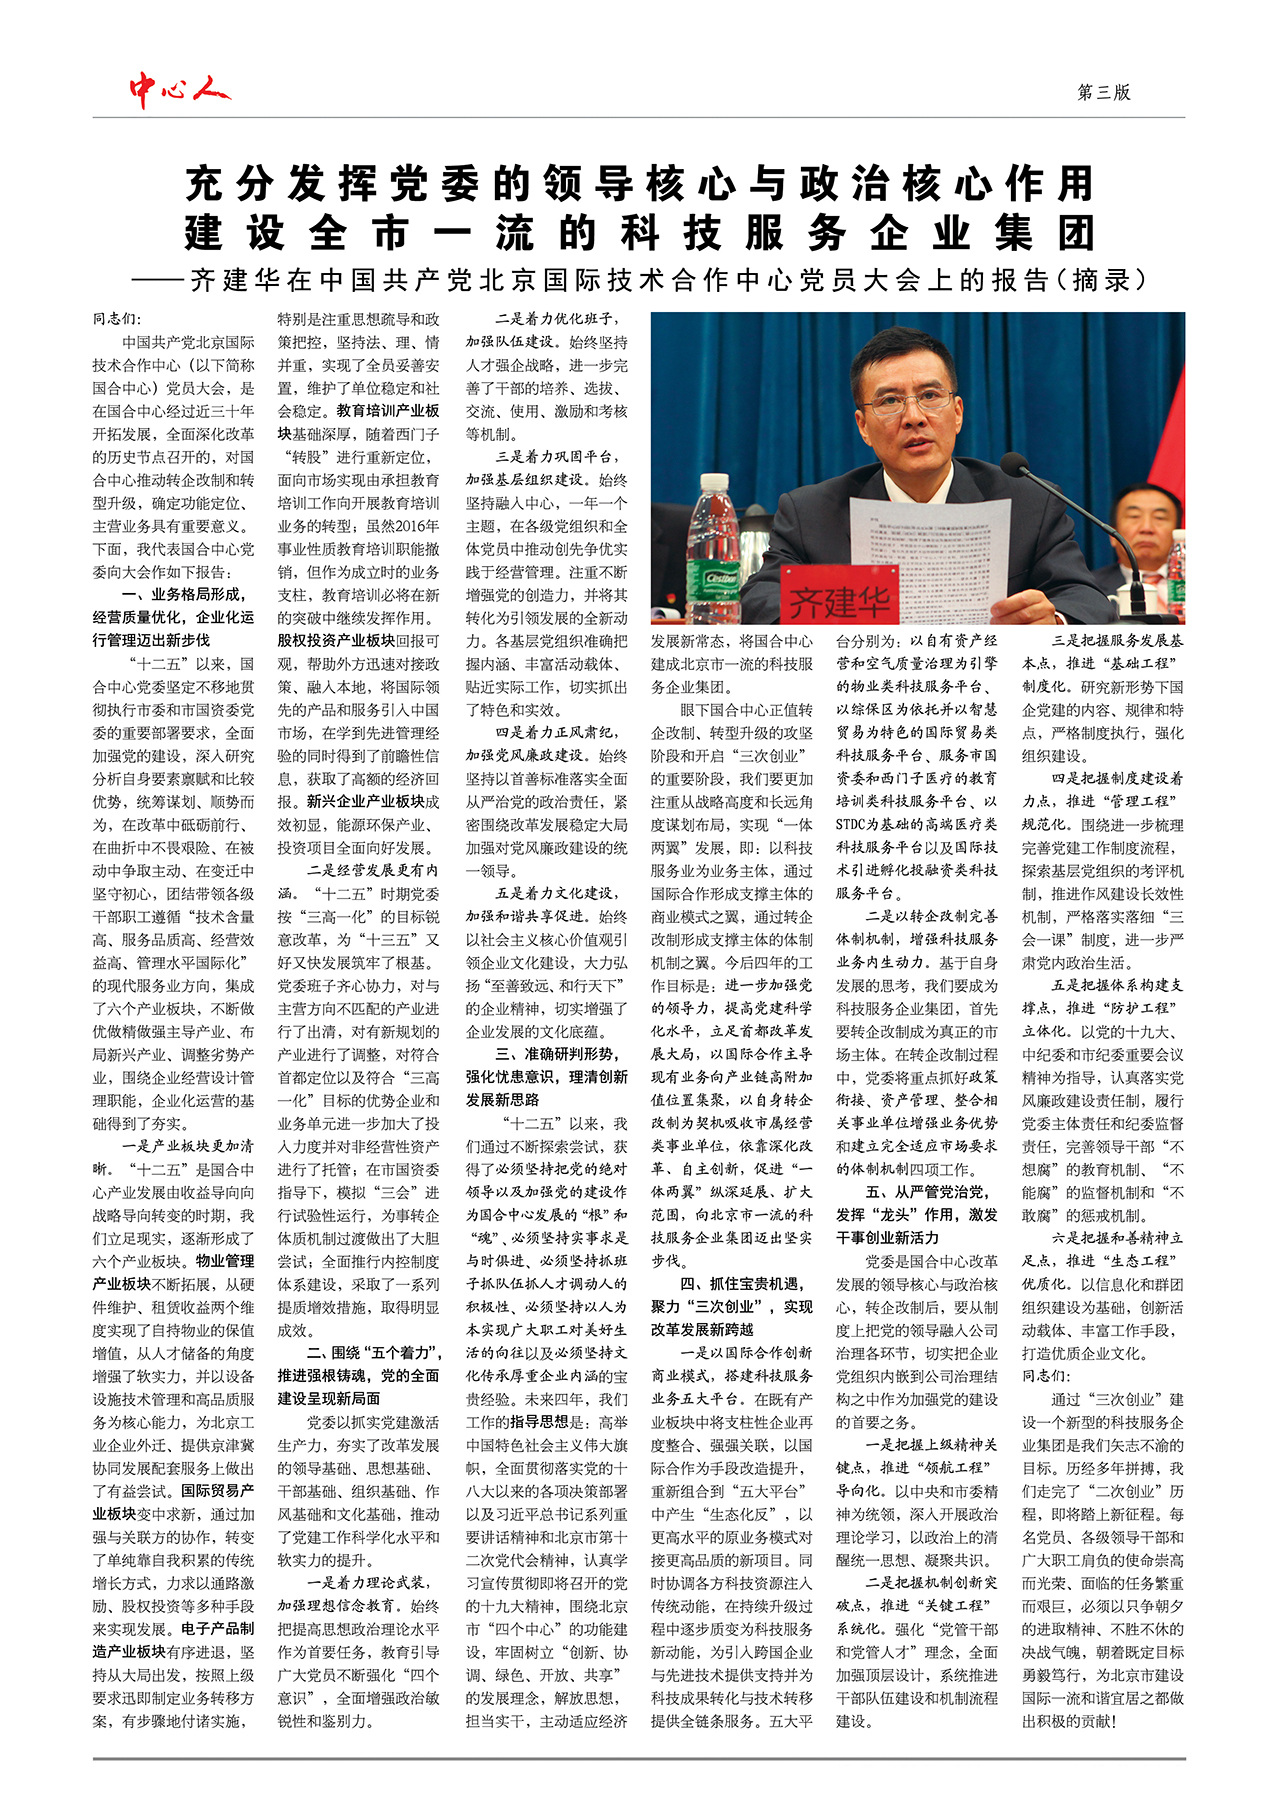 中心人
第三版
充分发挥党委的领导核心与政治核心作用
建设全市一流的科技服务企业集团
——齐建华在中国共产党北京国际技术合作中心党员大会上的报告（摘录）
同志们：
中国共产党北京国际
技术合作中心（以下简称
国合中心）党员大会，是
在国合中心经过近三十年
开拓发展，全面深化改革
的历史节点召开的，对国
合中心推动转企改制和转
型升级，确定功能定位、
主营业务具有重要意义。
下面，我代表国合中心党
委向大会作如下报告：
一、业务格局形成，
经营质量优化，企业化运
行管理迈出新步伐
“十二五”以来，国
合中心党委坚定不移地贯
彻执行市委和市国资委党
委的重要部署要求，全面
加强党的建设，深入研究
分析自身要素禀赋和比较
优势，统筹谋划、顺势而
为，在改革中砥砺前行、
在曲折中不畏艰险、在被
动中争取主动、在变迁中
坚守初心，团结带领各级
干部职工遵循“技术含量
高、服务品质高、经营效
益高、管理水平国际化”
的现代服务业方向，集成
了六个产业板块，不断做
优做精做强主导产业、布
局新兴产业、调整劣势产
业，围绕企业经营设计管
理职能，企业化运营的基
础得到了夯实。
一是产业板块更加清
晰。“十二五”是国合中
心产业发展由收益导向向
战略导向转变的时期，我
们立足现实，逐渐形成了
六个产业板块。物业管理
产业板块不断拓展，从硬
件维护、租赁收益两个维
度实现了自持物业的保值
增值，从人才储备的角度
增强了软实力，并以设备
设施技术管理和高品质服
务为核心能力，为北京工
业企业外迁、提供京津冀
协同发展配套服务上做出
了有益尝试。国际贸易产
业板块变中求新，通过加
强与关联方的协作，转变
了单纯靠自我积累的传统
增长方式，力求以通路激
励、股权投资等多种手段
来实现发展。电子产品制
造产业板块有序进退，坚
持从大局出发，按照上级
要求迅即制定业务转移方
案，有步骤地付诸实施，
特别是注重思想疏导和政
策把控，坚持法、理、情
并重，实现了全员妥善安
置，维护了单位稳定和社
会稳定。教育培训产业板
块基础深厚，随着西门子
“转股”进行重新定位，
面向市场实现由承担教育
培训工作向开展教育培训
业务的转型；虽然2016年
事业性质教育培训职能撤
销，但作为成立时的业务
支柱，教育培训必将在新
的突破中继续发挥作用。
股权投资产业板块回报可
观，帮助外方迅速对接政
策、融入本地，将国际领
先的产品和服务引入中国
市场，在学到先进管理经
验的同时得到了前瞻性信
息，获取了高额的经济回
报。新兴企业产业板块成
效初显，能源环保产业、
投资项目全面向好发展。
二是经营发展更有内
涵。“十二五”时期党委
按“三高一化”的目标锐
意改革，为“十三五”又
好又快发展筑牢了根基。
党委班子齐心协力，对与
主营方向不匹配的产业进
行了出清，对有新规划的
产业进行了调整，对符合
首都定位以及符合“三高
一化”目标的优势企业和
业务单元进一步加大了投
入力度并对非经营性资产
进行了托管；在市国资委
指导下，模拟“三会”进
行试验性运行，为事转企
体质机制过渡做出了大胆
尝试；全面推行内控制度
体系建设，采取了一系列
提质增效措施，取得明显
成效。
二、围绕“五个着力”，
推进强根铸魂，党的全面
建设呈现新局面
党委以抓实党建激活
生产力，夯实了改革发展
的领导基础、思想基础、
干部基础、组织基础、作
风基础和文化基础，推动
了党建工作科学化水平和
软实力的提升。
一是着力理论武装，
加强理想信念教育。始终
把提高思想政治理论水平
作为首要任务，教育引导
广大党员不断强化“四个
意识”，全面增强政治敏
锐性和鉴别力。
二是着力优化班子，
加强队伍建设。始终坚持
人才强企战略，进一步完
善了干部的培养、选拔、
交流、使用、激励和考核
等机制。
三是着力巩固平台，
加强基层组织建设。始终
坚持融入中心，一年一个
主题，在各级党组织和全
体党员中推动创先争优实
践于经营管理。注重不断
增强党的创造力，并将其
转化为引领发展的全新动
力。各基层党组织准确把
握内涵、丰富活动载体、
贴近实际工作，切实抓出
了特色和实效。
四是着力正风肃纪，
加强党风廉政建设。始终
坚持以首善标准落实全面
从严治党的政治责任，紧
密围绕改革发展稳定大局
加强对党风廉政建设的统
一领导。
五是着力文化建设，
加强和谐共享促进。始终
以社会主义核心价值观引
领企业文化建设，大力弘
扬“至善致远、和行天下”
的企业精神，切实增强了
企业发展的文化底蕴。
三、准确研判形势，
强化忧患意识，理清创新
发展新思路
“十二五”以来，我
们通过不断探索尝试，获
得了必须坚持把党的绝对
领导以及加强党的建设作
为国合中心发展的“根”和
“魂”、必须坚持实事求是
与时俱进、必须坚持抓班
子抓队伍抓人才调动人的
积极性、必须坚持以人为
本实现广大职工对美好生
活的向往以及必须坚持文
化传承厚重企业内涵的宝
贵经验。未来四年，我们
工作的指导思想是：高举
中国特色社会主义伟大旗
帜，全面贯彻落实党的十
八大以来的各项决策部署
以及习近平总书记系列重
要讲话精神和北京市第十
二次党代会精神，认真学
习宣传贯彻即将召开的党
的十九大精神，围绕北京
市“四个中心”的功能建
设，牢固树立“创新、协
调、绿色、开放、共享”
的发展理念，解放思想，
担当实干，主动适应经济
齐建华
发展新常态，将国合中心
建成北京市一流的科技服
务企业集团。
眼下国合中心正值转
企改制、转型升级的攻坚
阶段和开启“三次创业”
的重要阶段，我们要更加
注重从战略高度和长远角
度谋划布局，实现“一体
两翼”发展，即：以科技
服务业为业务主体，通过
国际合作形成支撑主体的
商业模式之翼，通过转企
改制形成支撑主体的体制
机制之翼。今后四年的工
作目标是：进一步加强党
的领导力，提高党建科学
化水平，立足首都改革发
展大局，以国际合作主导
现有业务向产业链高附加
值位置集聚，以自身转企
改制为契机吸收市属经营
类事业单位，依靠深化改
革、自主创新，促进“一
体两翼”纵深延展、扩大
范围，向北京市一流的科
技服务企业集团迈出坚实
步伐。
四、抓住宝贵机遇，
聚力“三次创业”，实现
改革发展新跨越
一是以国际合作创新
商业模式，搭建科技服务
业务五大平台。在既有产
业板块中将支柱性企业再
度整合、强强关联，以国
际合作为手段改造提升，
重新组合到“五大平台”
中产生“生态化反”，以
更高水平的原业务模式对
接更高品质的新项目。同
时协调各方科技资源注入
传统动能，在持续升级过
程中逐步质变为科技服务
新动能，为引入跨国企业
与先进技术提供支持并为
科技成果转化与技术转移
提供全链条服务。五大平
台分别为：以自有资产经
营和空气质量治理为引擎
的物业类科技服务平台、
以综保区为依托并以智慧
贸易为特色的国际贸易类
科技服务平台、服务市国
资委和西门子医疗的教育
培训类科技服务平台、以
STDC为基础的高端医疗类
科技服务平台以及国际技
术引进孵化投融资类科技
服务平台。
二是以转企改制完善
体制机制，增强科技服务
业务内生动力。基于自身
发展的思考，我们要成为
科技服务企业集团，首先
要转企改制成为真正的市
场主体。在转企改制过程
中，党委将重点抓好政策
衔接、资产管理、整合相
关事业单位增强业务优势
和建立完全适应市场要求
的体制机制四项工作。
五、从严管党治党，
发挥“龙头”作用，激发
干事创业新活力
党委是国合中心改革
发展的领导核心与政治核
心，转企改制后，要从制
度上把党的领导融入公司
治理各环节，切实把企业
党组织内嵌到公司治理结
构之中作为加强党的建设
的首要之务。
一是把握上级精神关
键点，推进“领航工程”
导向化。以中央和市委精
神为统领，深入开展政治
理论学习，以政治上的清
醒统一思想、凝聚共识。
二是把握机制创新突
破点，推进“关键工程”
系统化。强化“党管干部
和党管人才”理念，全面
加强顶层设计，系统推进
干部队伍建设和机制流程
建设。
三是把握服务发展基
本点，推进“基础工程”
制度化。研究新形势下国
企党建的内容、规律和特
点，严格制度执行，强化
组织建设。
四是把握制度建设着
力点，推进“管理工程”
规范化。围绕进一步梳理
完善党建工作制度流程，
探索基层党组织的考评机
制，推进作风建设长效性
机制，严格落实落细“三
会一课”制度，进一步严
肃党内政治生活。
五是把握体系构建支
撑点，推进“防护工程”
立体化。以党的十九大、
中纪委和市纪委重要会议
精神为指导，认真落实党
风廉政建设责任制，履行
党委主体责任和纪委监督
责任，完善领导干部“不
想腐”的教育机制、“不
能腐”的监督机制和“不
敢腐”的惩戒机制。
六是把握和善精神立
足点，推进“生态工程”
优质化。以信息化和群团
组织建设为基础，创新活
动载体、丰富工作手段，
打造优质企业文化。
同志们：
通过“三次创业”建
设一个新型的科技服务企
业集团是我们矢志不渝的
目标。历经多年拼搏，我
们走完了“二次创业”历
程，即将踏上新征程。每
名党员、各级领导干部和
广大职工肩负的使命崇高
而光荣、面临的任务繁重
而艰巨，必须以只争朝夕
的进取精神、不胜不休的
决战气魄，朝着既定目标
勇毅笃行，为北京市建设
国际一流和谐宜居之都做
出积极的贡献！